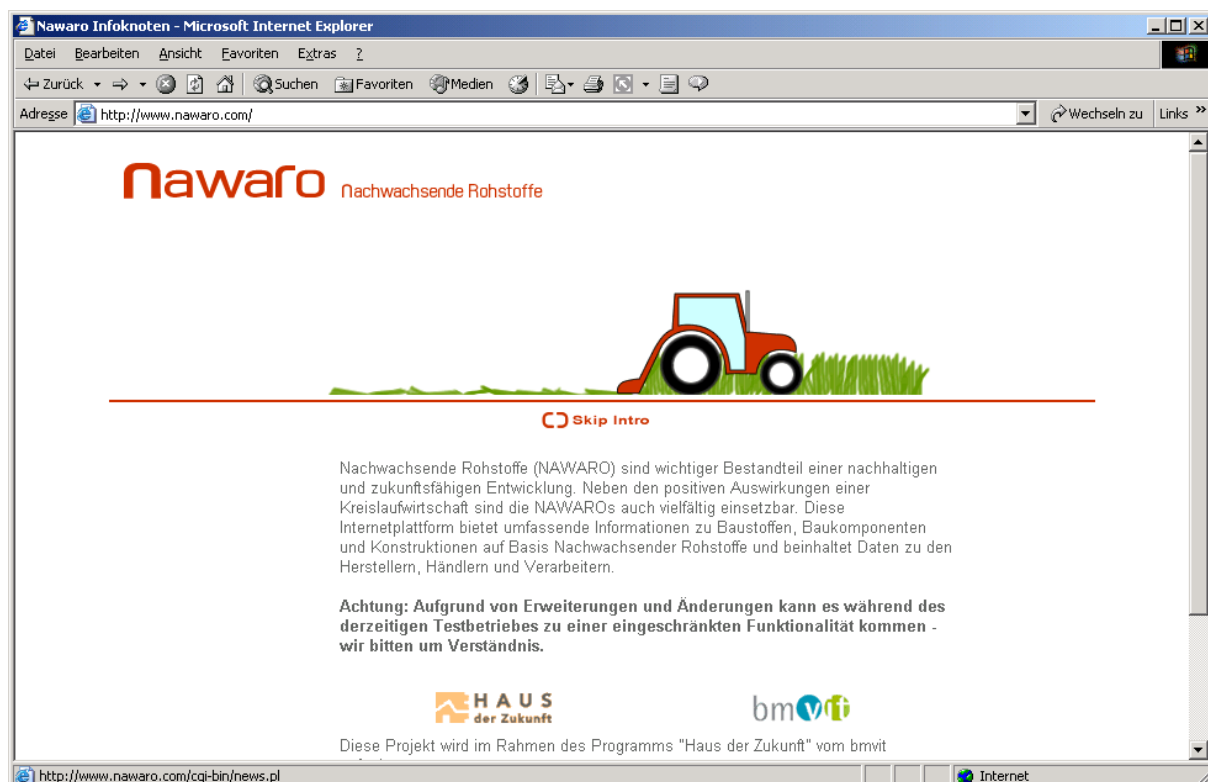 Nawaro Infoknoten - Microsoft Internet Explorer
Datei Bearbeiten Ansicht Favoriten Extras ?
Zurück Suchen Favoriten Medien
Adresse http://www.nawaro.com/ Wechseln zu Links »
nawaro Nachwachsende Rohstoffe
Skip Intro
Nachwachsende Rohstoffe (NAWARO) sind wichtiger Bestandteil einer nachhaltigen
und zukunftsfähigen Entwicklung. Neben den positiven Auswirkungen einer
Kreislaufwirtschaft sind die NAWAROs auch vielfältig einsetzbar. Diese
Internetplattform bietet umfassende Informationen zu Baustoffen, Baukomponenten
und Konstruktionen auf Basis Nachwachsender Rohstoffe und beinhaltet Daten zu den
Herstellern, Händlern und Verarbeitern.
Achtung: Aufgrund von Erweiterungen und Änderungen kann es während des
derzeitigen Testbetriebes zu einer eingeschränkten Funktionalität kommen -
wir bitten um Verständnis.
HAUS
der Zukunft
bmvit
Diese Projekt wird im Rahmen des Programms "Haus der Zukunft" vom bmvit
http://www.nawaro.com/cgi-bin/news.pl Internet